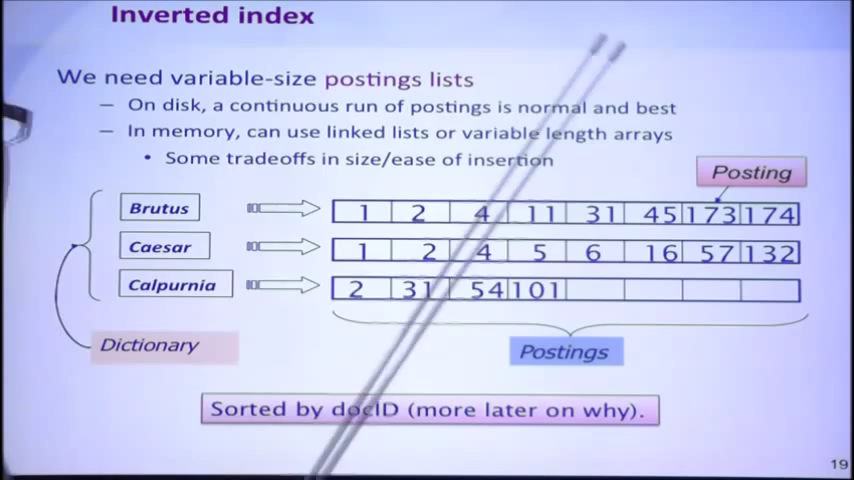 Inverted index
We need variable-size postings lists
– On disk, a continuous run of postings is normal and best
– In memory, can use linked lists or variable length arrays
• Some tradeoffs in size/ease of insertion
Posting
Brutus 1 2 4 11 31 45 173 174
Caesar 1 2 4 5 6 16 57 132
Calpurnia 2 31 54 101
Dictionary
Postings
Sorted by docID (more later on why).
19